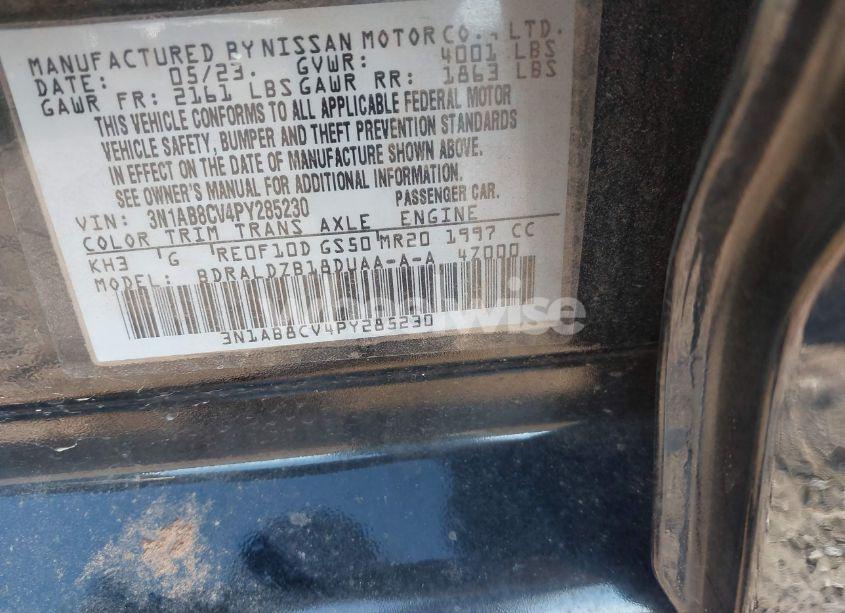 MANUFACTURED BY NISSAN MOTOR CO., LTD.
DATE: 05/23. GVWR: 4001 LBS
GAWR FR: 2161 LBS GAWR RR: 1863 LBS
THIS VEHICLE CONFORMS TO ALL APPLICABLE FEDERAL MOTOR
VEHICLE SAFETY, BUMPER AND THEFT PREVENTION STANDARDS
IN EFFECT ON THE DATE OF MANUFACTURE SHOWN ABOVE.
SEE OWNER'S MANUAL FOR ADDITIONAL INFORMATION.
VIN: 3N1AB8CV4PY285230 PASSENGER CAR.
COLOR TRIM TRANS AXLE ENGINE
KH3 G RE0F10D GS50 MR20 1997 CC
MODEL: BDRALDZB18DUAA-A-A 47000
3N1AB8CV4PY285230